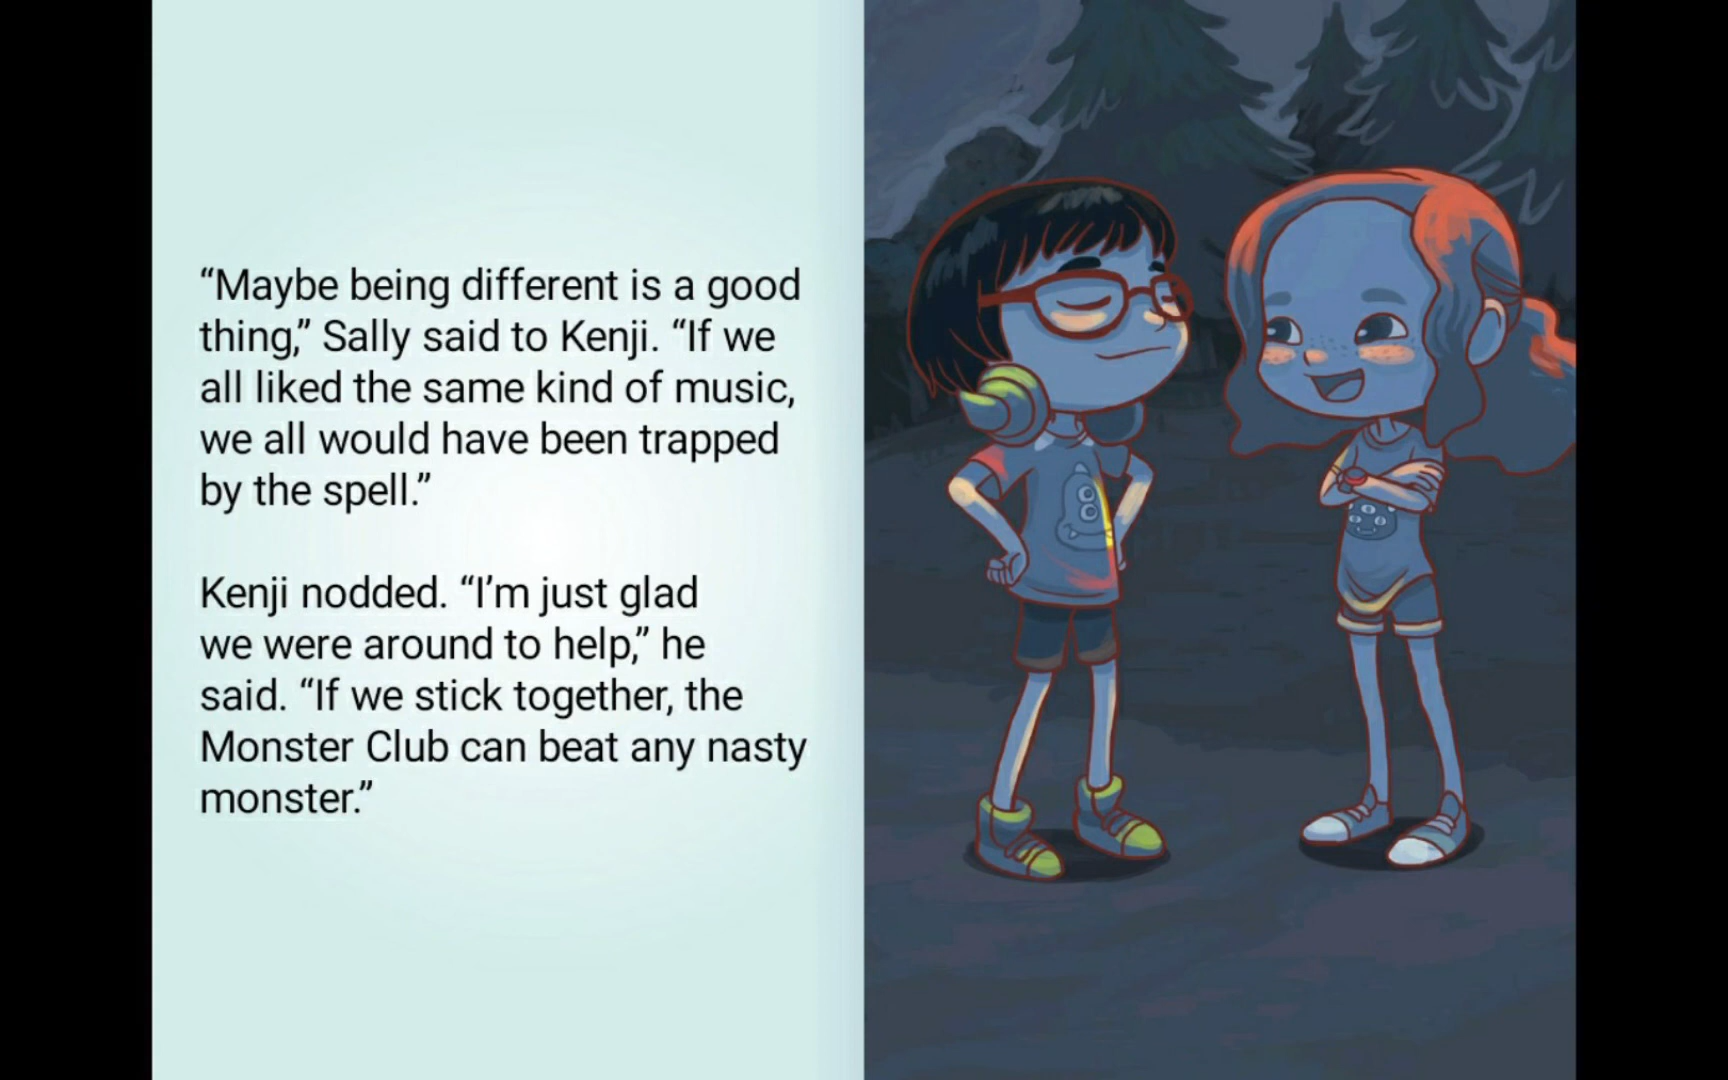 “Maybe being different is a good
thing,” Sally said to Kenji. “If we
all liked the same kind of music,
we all would have been trapped
by the spell.”
Kenji nodded. “I’m just glad
we were around to help,” he
said. “If we stick together, the
Monster Club can beat any nasty
monster.”